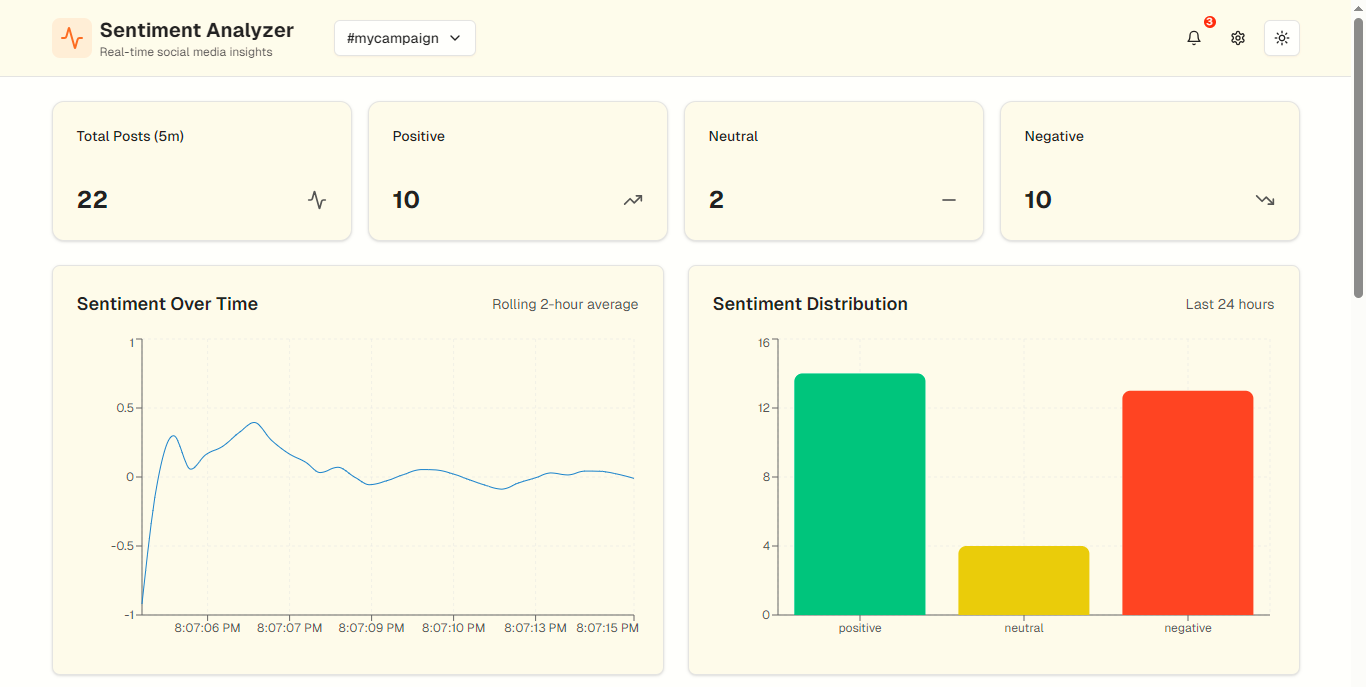 Sentiment Analyzer
Real-time social media insights
#mycampaign
3
Total Posts (5m)
22
Positive
10
Neutral
2
Negative
10
Sentiment Over Time
Rolling 2-hour average
1
0.5
0
-0.5
-1
8:07:06 PM 8:07:07 PM 8:07:09 PM 8:07:10 PM 8:07:13 PM 8:07:15 PM
Sentiment Distribution
Last 24 hours
16
12
8
4
0
positive neutral negative